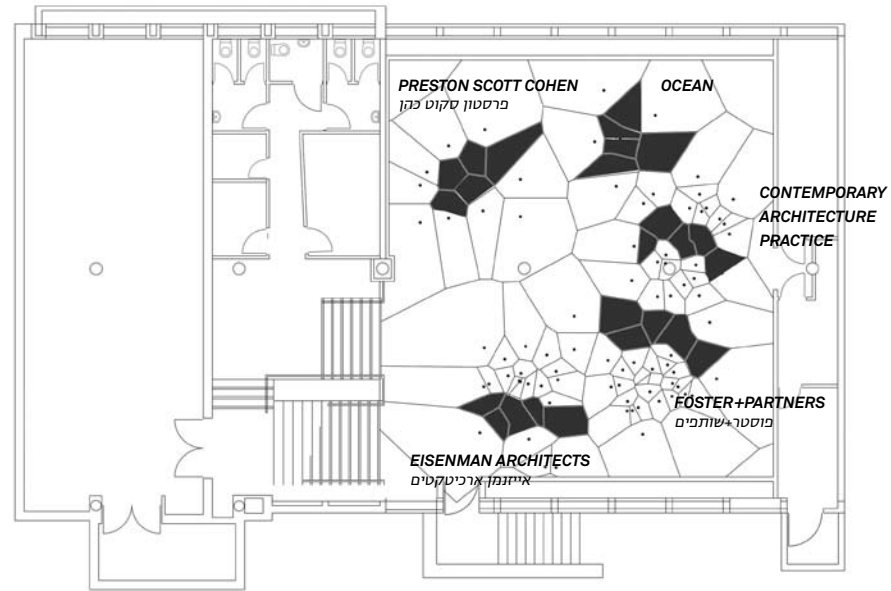 PRESTON SCOTT COHEN
פרסטון סקוט כהן
OCEAN
CONTEMPORARY
ARCHITECTURE
PRACTICE
FOSTER+PARTNERS
פוסטר+שותפים
EISENMAN ARCHITECTS
אייזנמן ארכיטקטים